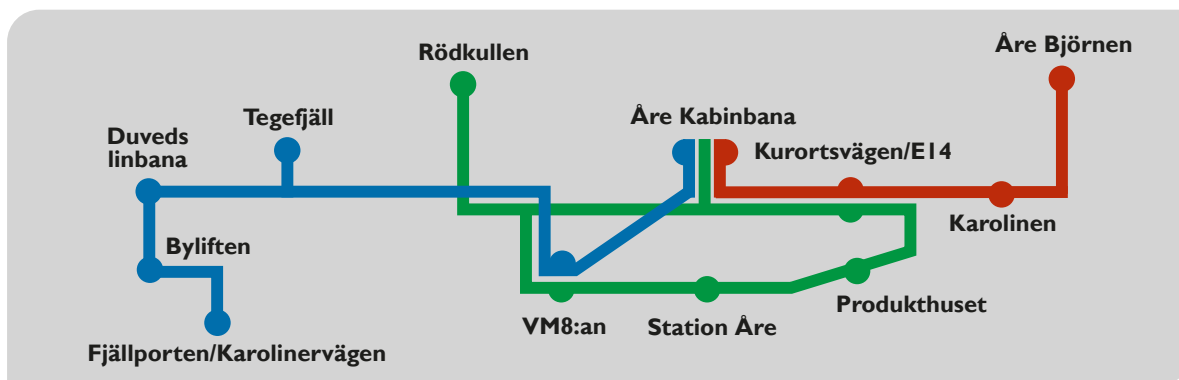 Åre Björnen
Rödkullen
Tegefjäll
Åre Kabinbana
Duveds
linbana
Kurortsvägen/E14
Karolinen
Byliften
Produkthuset
VM8:an
Station Åre
Fjällporten/Karolinervägen